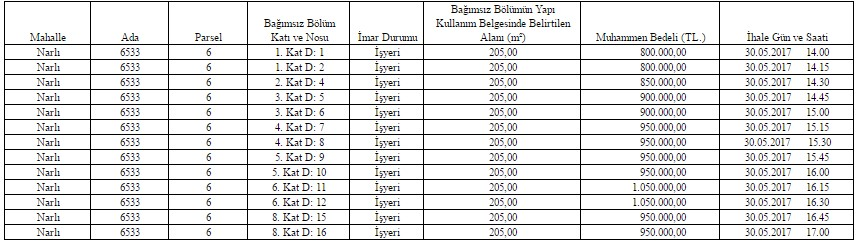 Mahalle Ada Parsel Bağımsız Bölüm Katı ve Nosu İmar Durumu Bağımsız Bölümün Yapı Kullanım Belgesinde Belirtilen Alanı (m²) Muhammen Bedeli (TL.) İhale Gün ve Saati
Narlı 6533 6 1. Kat D: 1 İşyeri 205,00 800.000,00 30.05.2017 14.00
Narlı 6533 6 1. Kat D: 2 İşyeri 205,00 800.000,00 30.05.2017 14.15
Narlı 6533 6 2. Kat D: 4 İşyeri 205,00 850.000,00 30.05.2017 14.30
Narlı 6533 6 3. Kat D: 5 İşyeri 205,00 900.000,00 30.05.2017 14.45
Narlı 6533 6 3. Kat D: 6 İşyeri 205,00 900.000,00 30.05.2017 15.00
Narlı 6533 6 4. Kat D: 7 İşyeri 205,00 950.000,00 30.05.2017 15.15
Narlı 6533 6 4. Kat D: 8 İşyeri 205,00 950.000,00 30.05.2017 15.30
Narlı 6533 6 5. Kat D: 9 İşyeri 205,00 950.000,00 30.05.2017 15.45
Narlı 6533 6 5. Kat D: 10 İşyeri 205,00 950.000,00 30.05.2017 16.00
Narlı 6533 6 6. Kat D: 11 İşyeri 205,00 1.050.000,00 30.05.2017 16.15
Narlı 6533 6 6. Kat D: 12 İşyeri 205,00 1.050.000,00 30.05.2017 16.30
Narlı 6533 6 8. Kat D: 15 İşyeri 205,00 950.000,00 30.05.2017 16.45
Narlı 6533 6 8. Kat D: 16 İşyeri 205,00 950.000,00 30.05.2017 17.00